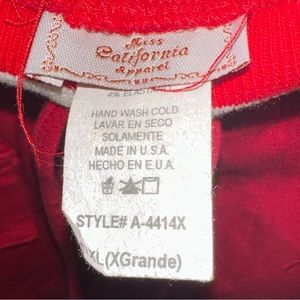 Miss
California
Apparel
4% ELASTANE
HAND WASH COLD
LAVAR EN SECO
SOLAMENTE
MADE IN U.S.A.
HECHO EN E.U.A.
STYLE# A-4414X
XL(XGrande)